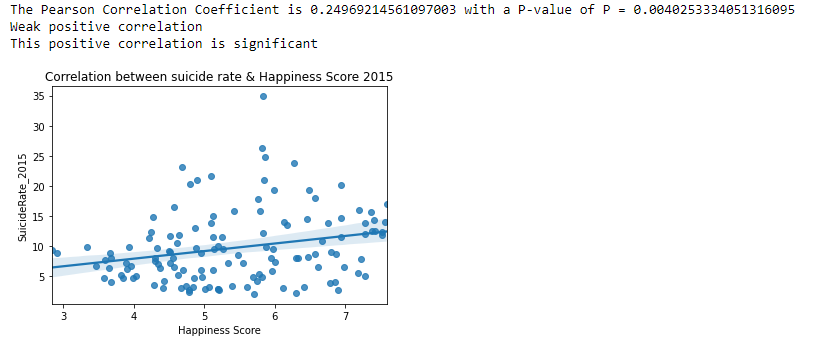 The Pearson Correlation Coefficient is 0.24969214561097003 with a P-value of P = 0.0040253334051316095
Weak positive correlation
This positive correlation is significant
Correlation between suicide rate & Happiness Score 2015
35
30
25
20
15
10
5
SuicideRate_2015
3 4 5 6 7
Happiness Score